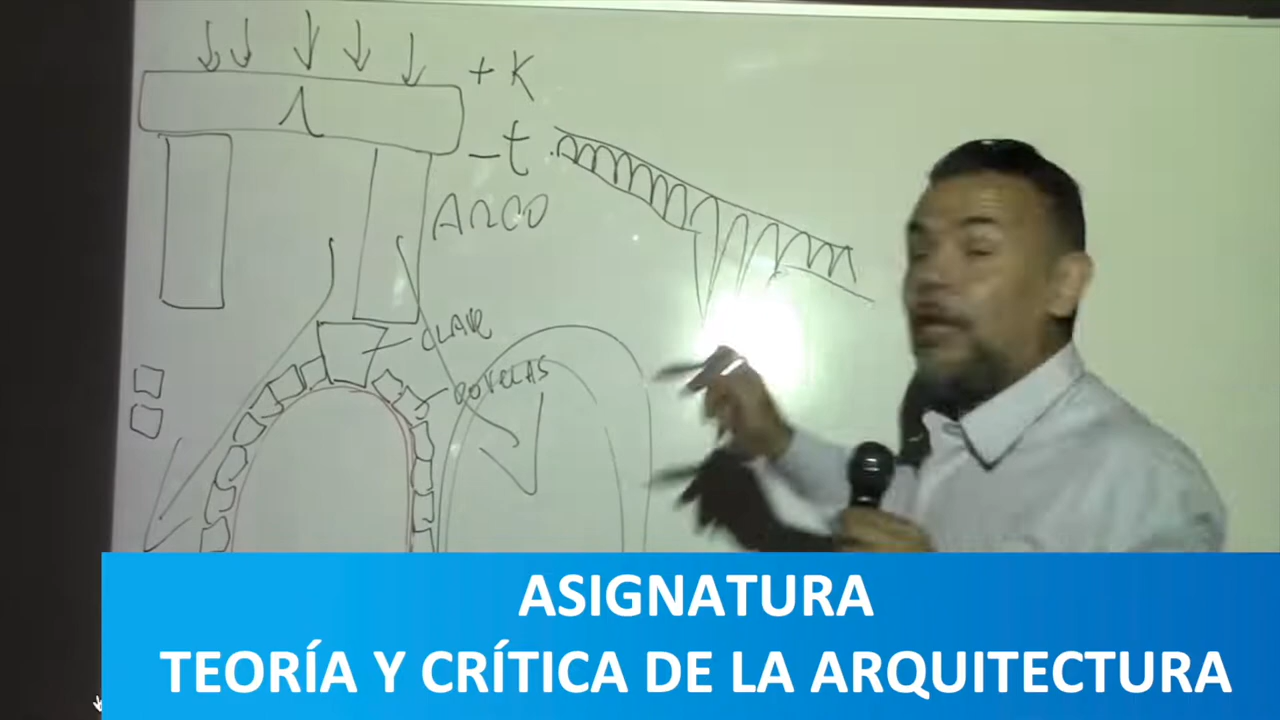 + K
- t
ARCO
CLAVE
DOVELAS
ASIGNATURA
TEORÍA Y CRÍTICA DE LA ARQUITECTURA